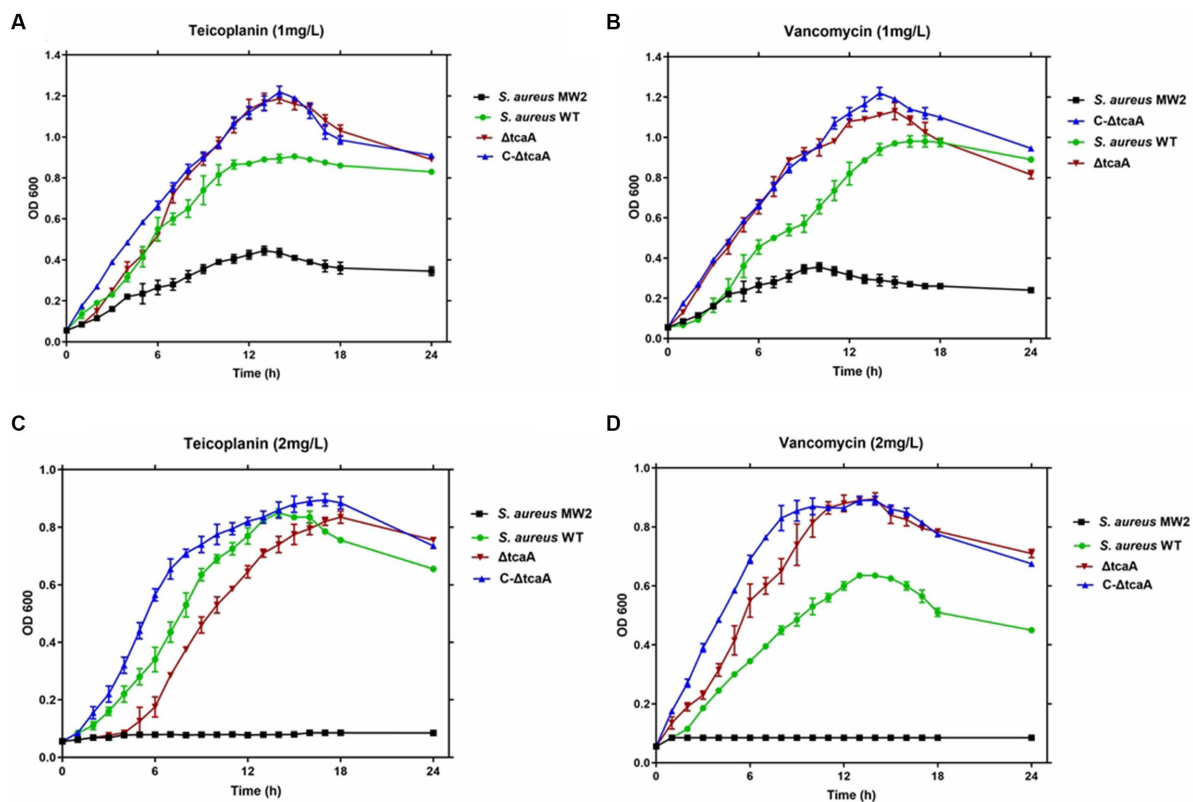 A
Teicoplanin (1mg/L)
1.4
1.2
1.0
0.8
0.6
0.4
0.2
0.0
OD 600
0 6 12 18 24
Time (h)
S. aureus MW2
S. aureus WT
ΔtcaA
C-ΔtcaA
B
Vancomycin (1mg/L)
1.4
1.2
1.0
0.8
0.6
0.4
0.2
0.0
OD 600
0 6 12 18 24
Time (h)
S. aureus MW2
C-ΔtcaA
S. aureus WT
ΔtcaA
C
Teicoplanin (2mg/L)
1.0
0.8
0.6
0.4
0.2
0.0
OD 600
0 6 12 18 24
Time (h)
S. aureus MW2
S. aureus WT
ΔtcaA
C-ΔtcaA
D
Vancomycin (2mg/L)
1.0
0.8
0.6
0.4
0.2
0.0
OD 600
0 6 12 18 24
Time (h)
S. aureus MW2
S. aureus WT
ΔtcaA
C-ΔtcaA